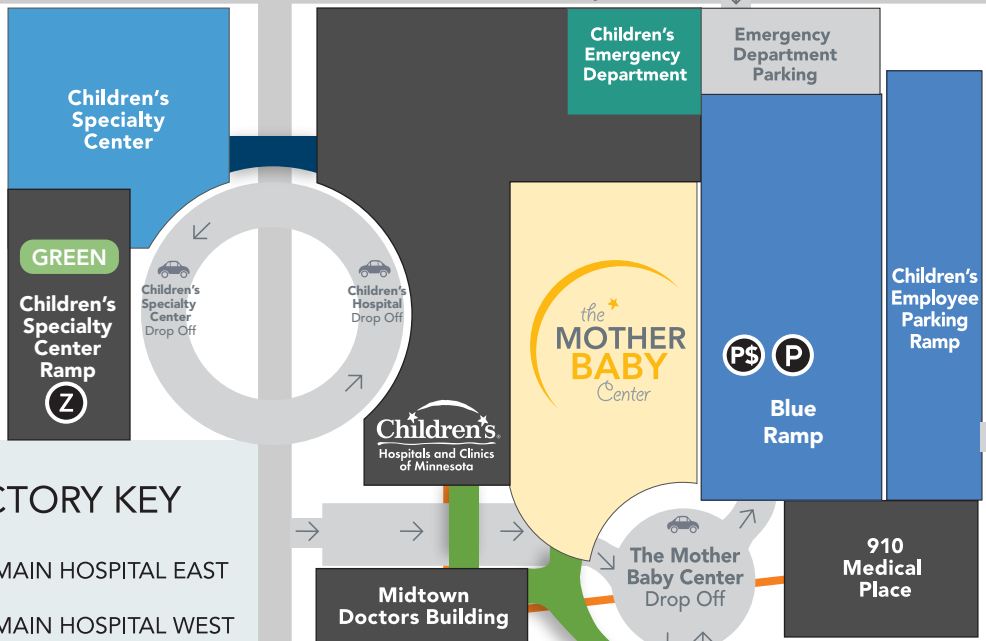 Children's
Specialty
Center
Children's
Emergency
Department
Emergency
Department
Parking
GREEN
Children's
Specialty
Center
Ramp
Z
Children's
Specialty
Center
Drop Off
Children's
Hospital
Drop Off
the
MOTHER
BABY
Center
P$ P
Blue
Ramp
Children's
Employee
Parking
Ramp
Children's®
Hospitals and Clinics
of Minnesota
CTORY KEY
MAIN HOSPITAL EAST
MAIN HOSPITAL WEST
Midtown
Doctors Building
The Mother
Baby Center
Drop Off
910
Medical
Place